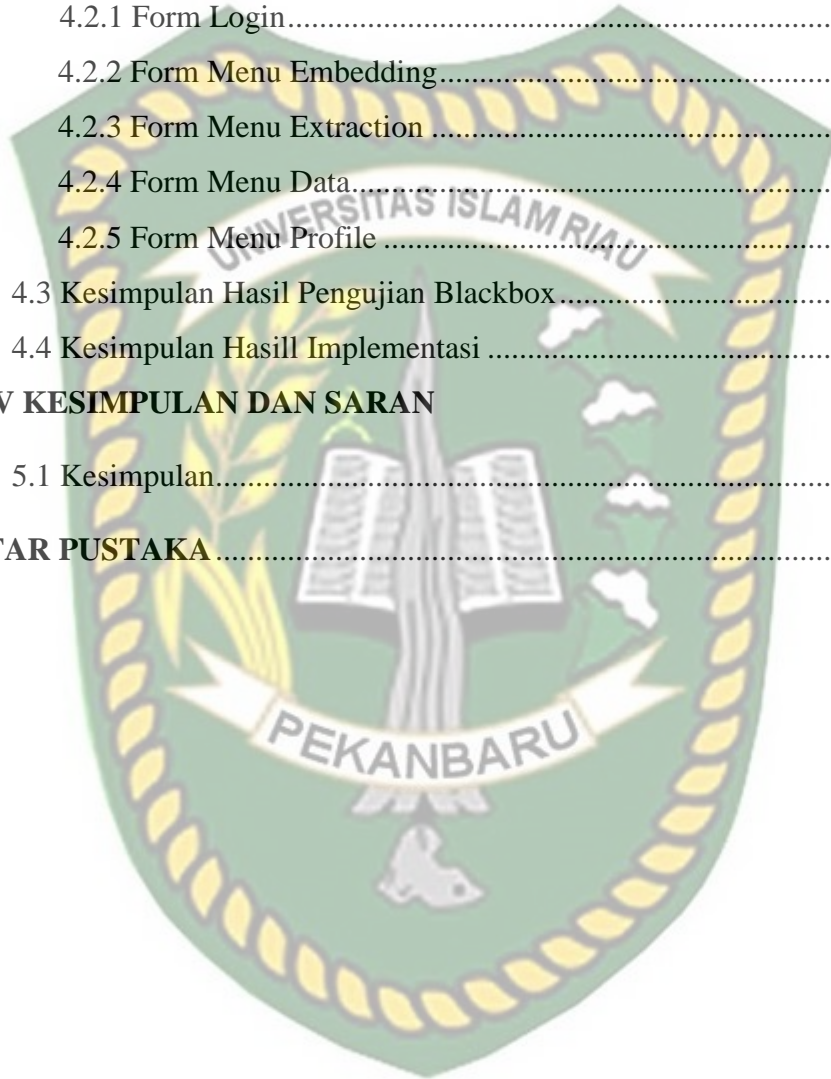 4.2.1 Form Login.......................................................................
4.2.2 Form Menu Embedding....................................................
4.2.3 Form Menu Extraction .....................................................
4.2.4 Form Menu Data...............................................................
UNIVERSITAS ISLAM RIAU
4.2.5 Form Menu Profile ...........................................................
4.3 Kesimpulan Hasil Pengujian Blackbox.....................................
4.4 Kesimpulan Hasill Implementasi .............................................
V KESIMPULAN DAN SARAN
5.1 Kesimpulan................................................................................
TAR PUSTAKA............................................................................
PEKANBARU